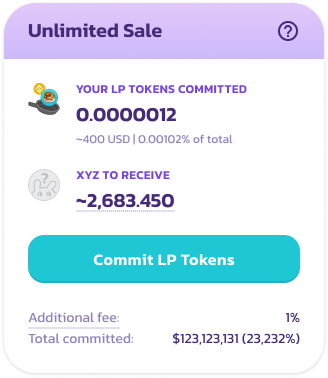 Unlimited Sale
YOUR LP TOKENS COMMITTED
0.0000012
~400 USD | 0.00102% of total
XYZ TO RECEIVE
~2,683.450
Commit LP Tokens
Additional fee: 1%
Total committed: $123,123,131 (23,232%)